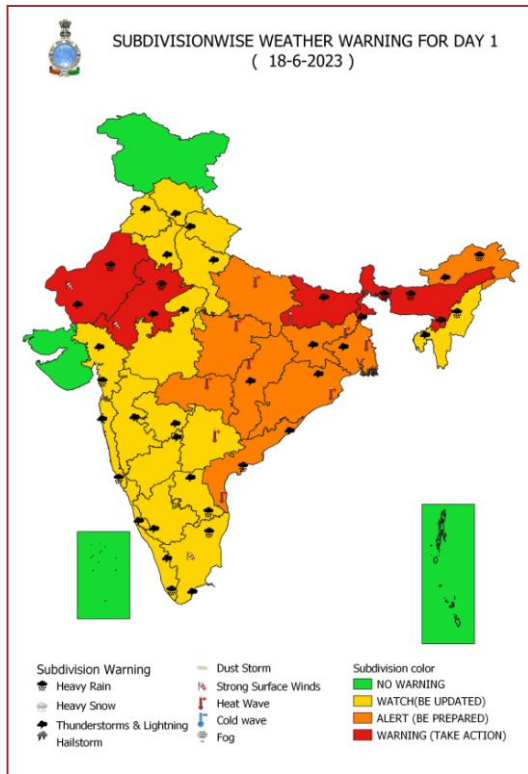 SUBDIVISIONWISE WEATHER WARNING FOR DAY 1
( 18-6-2023 )
Subdivision Warning
Heavy Rain
Heavy Snow
Thunderstorms & Lightning
Hailstorm
Dust Storm
Strong Surface Winds
Heat Wave
Cold wave
Fog
Subdivision color
NO WARNING
WATCH(BE UPDATED)
ALERT (BE PREPARED)
WARNING (TAKE ACTION)